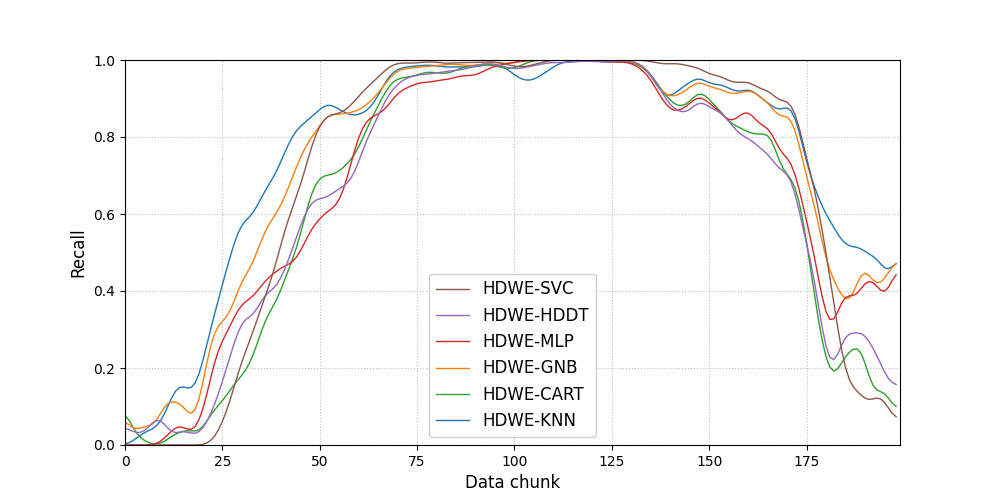 1.0
0.8
0.6
0.4
0.2
0.0
Recall
HDWE-SVC
HDWE-HDDT
HDWE-MLP
HDWE-GNB
HDWE-CART
HDWE-KNN
0 25 50 75 100 125 150 175
Data chunk